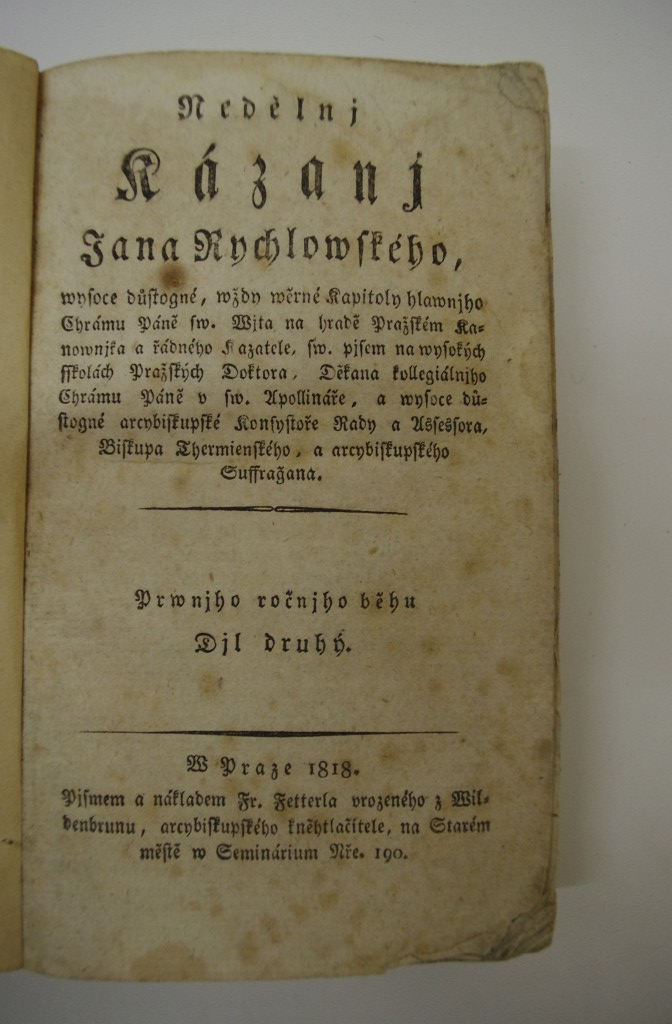 Nedělnj
Kázanj
Jana Rychlowského,
wysoce důstogné, wždy wěrné Kapitoly hlawnjho
Chrámu Páně sw. Wjta na hradě Pražském Ka=
nownjka a řádného Kazatele, sw. pjsem na wysokých
sskolách Pražských Doktora, Děkana kollegiálnjho
Chrámu Páně v sw. Apollináře, a wysoce dů=
stogné arcybiskupské Konsystoře Rady a Assessora,
Biskupa Thermienského, a arcybiskupského
Suffragana.
Prwnjho ročnjho běhu
Djl druhý.
W Praze 1818.
Pjsmem a nákladem Fr. Fetterla vrozeného z Wil=
denbrunu, arcybiskupského kněhtlačitele, na Starém
městě w Seminárium Nře. 190.